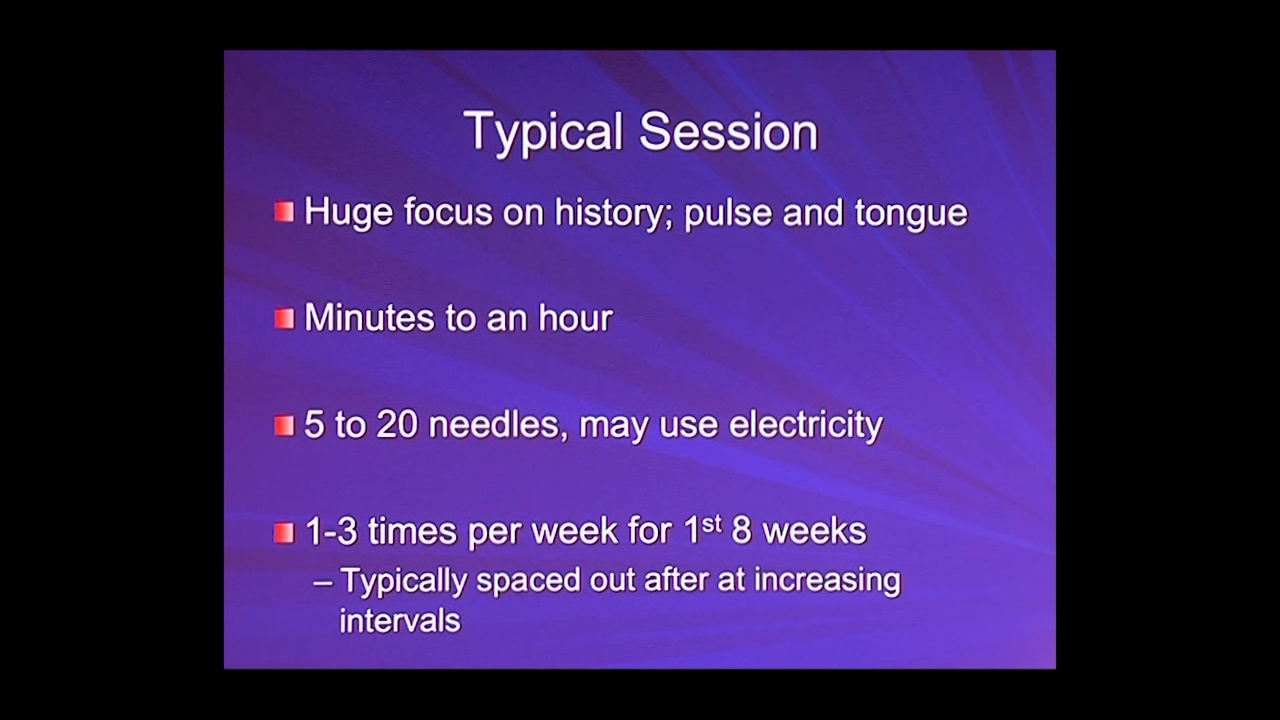 Typical Session
Huge focus on history; pulse and tongue
Minutes to an hour
5 to 20 needles, may use electricity
1-3 times per week for 1st 8 weeks
– Typically spaced out after at increasing
intervals